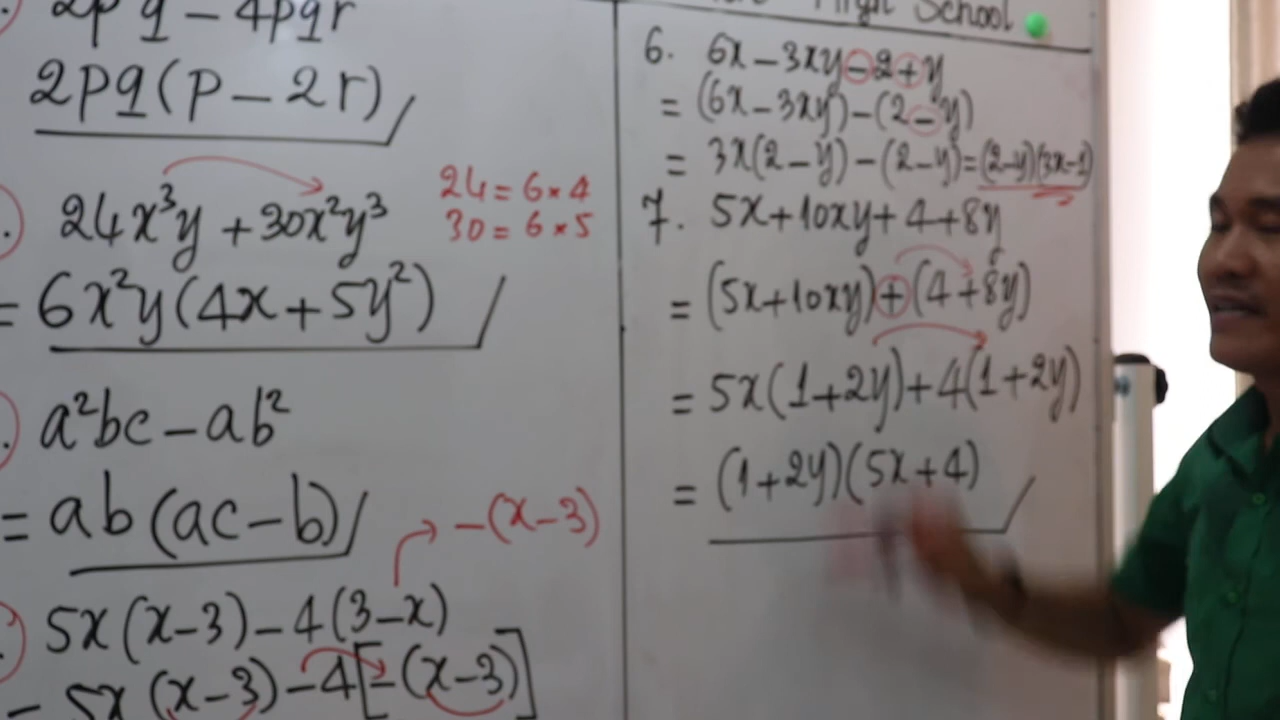 2p q – 4pqr
2pq(p – 2r)
24x³y + 30x²y³
24 = 6 × 4
30 = 6 × 5
= 6x²y(4x + 5y²)
a²bc – ab²
= ab(ac – b)
–(x–3)
5x(x–3) – 4(3–x)
= 5x(x–3) – 4[–(x–3)]
High School
6. 6x – 3xy – 2 + y
= (6x – 3xy) – (2 – y)
= 3x(2 – y) – (2 – y) = (2–y)(3x–1)
7. 5x + 10xy + 4 + 8y
= (5x + 10xy) + (4 + 8y)
= 5x(1+2y) + 4(1+2y)
= (1+2y)(5x+4)